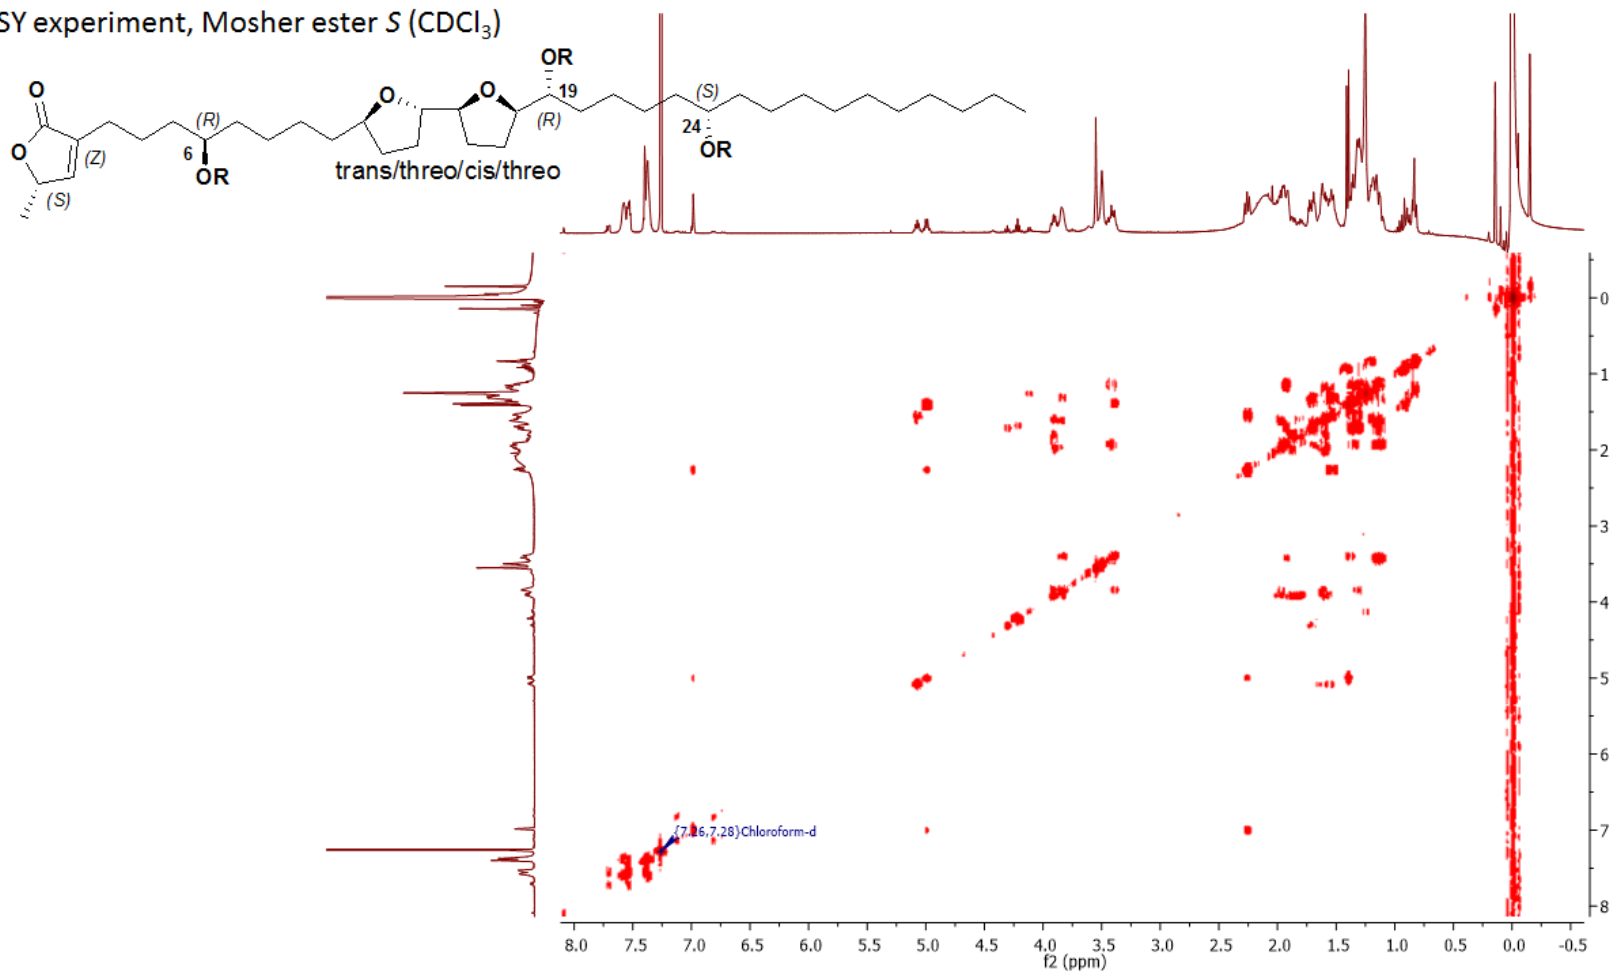 SY experiment, Mosher ester S (CDCl3)
OR
O
O
O
19
(S)
(R)
(R)
24
O
6
(Z)
OR
OR
trans/threo/cis/threo
(S)
0
1
2
3
4
5
6
7
{7.26,7.28}Chloroform-d
8
8.0 7.5 7.0 6.5 6.0 5.5 5.0 4.5 4.0 3.5 3.0 2.5 2.0 1.5 1.0 0.5 0.0 -0.5
f2 (ppm)